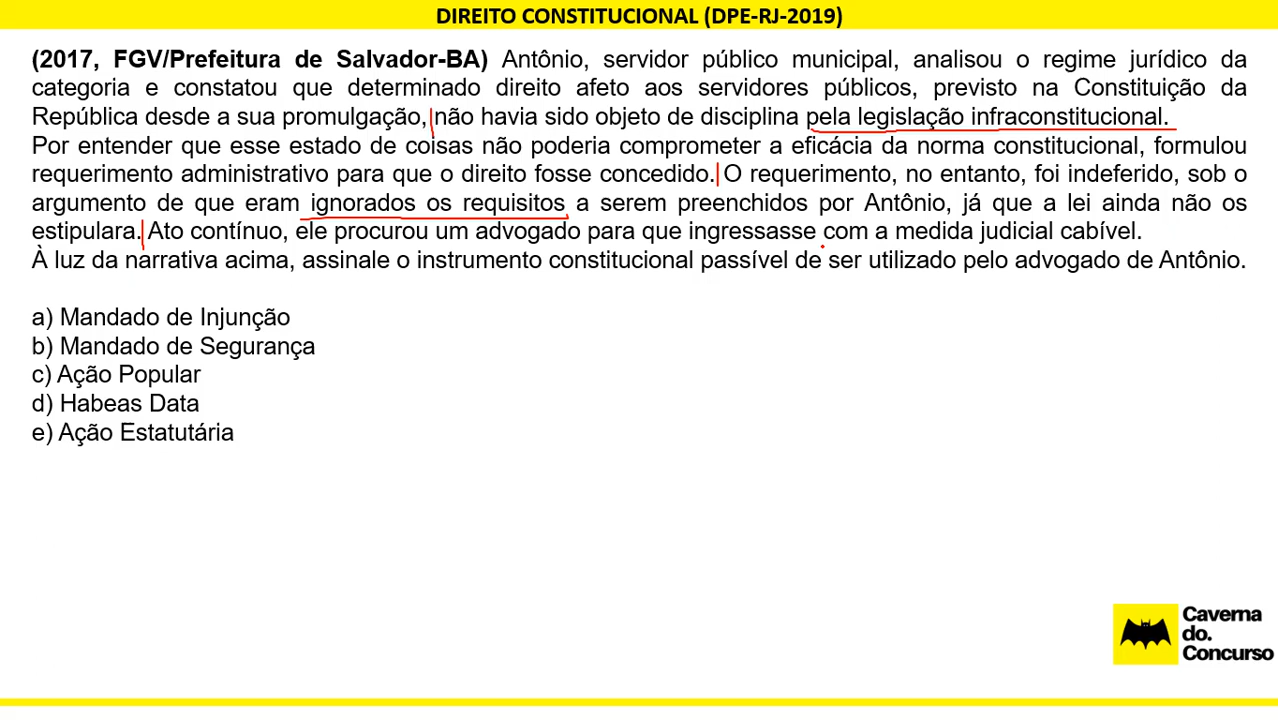 DIREITO CONSTITUCIONAL (DPE-RJ-2019)
(2017, FGV/Prefeitura de Salvador-BA) Antônio, servidor público municipal, analisou o regime jurídico da
categoria e constatou que determinado direito afeto aos servidores públicos, previsto na Constituição da
República desde a sua promulgação, não havia sido objeto de disciplina pela legislação infraconstitucional.
Por entender que esse estado de coisas não poderia comprometer a eficácia da norma constitucional, formulou
requerimento administrativo para que o direito fosse concedido. O requerimento, no entanto, foi indeferido, sob o
argumento de que eram ignorados os requisitos a serem preenchidos por Antônio, já que a lei ainda não os
estipulara. Ato contínuo, ele procurou um advogado para que ingressasse com a medida judicial cabível.
À luz da narrativa acima, assinale o instrumento constitucional passível de ser utilizado pelo advogado de Antônio.
a) Mandado de Injunção
b) Mandado de Segurança
c) Ação Popular
d) Habeas Data
e) Ação Estatutária
Caverna
do.
Concurso